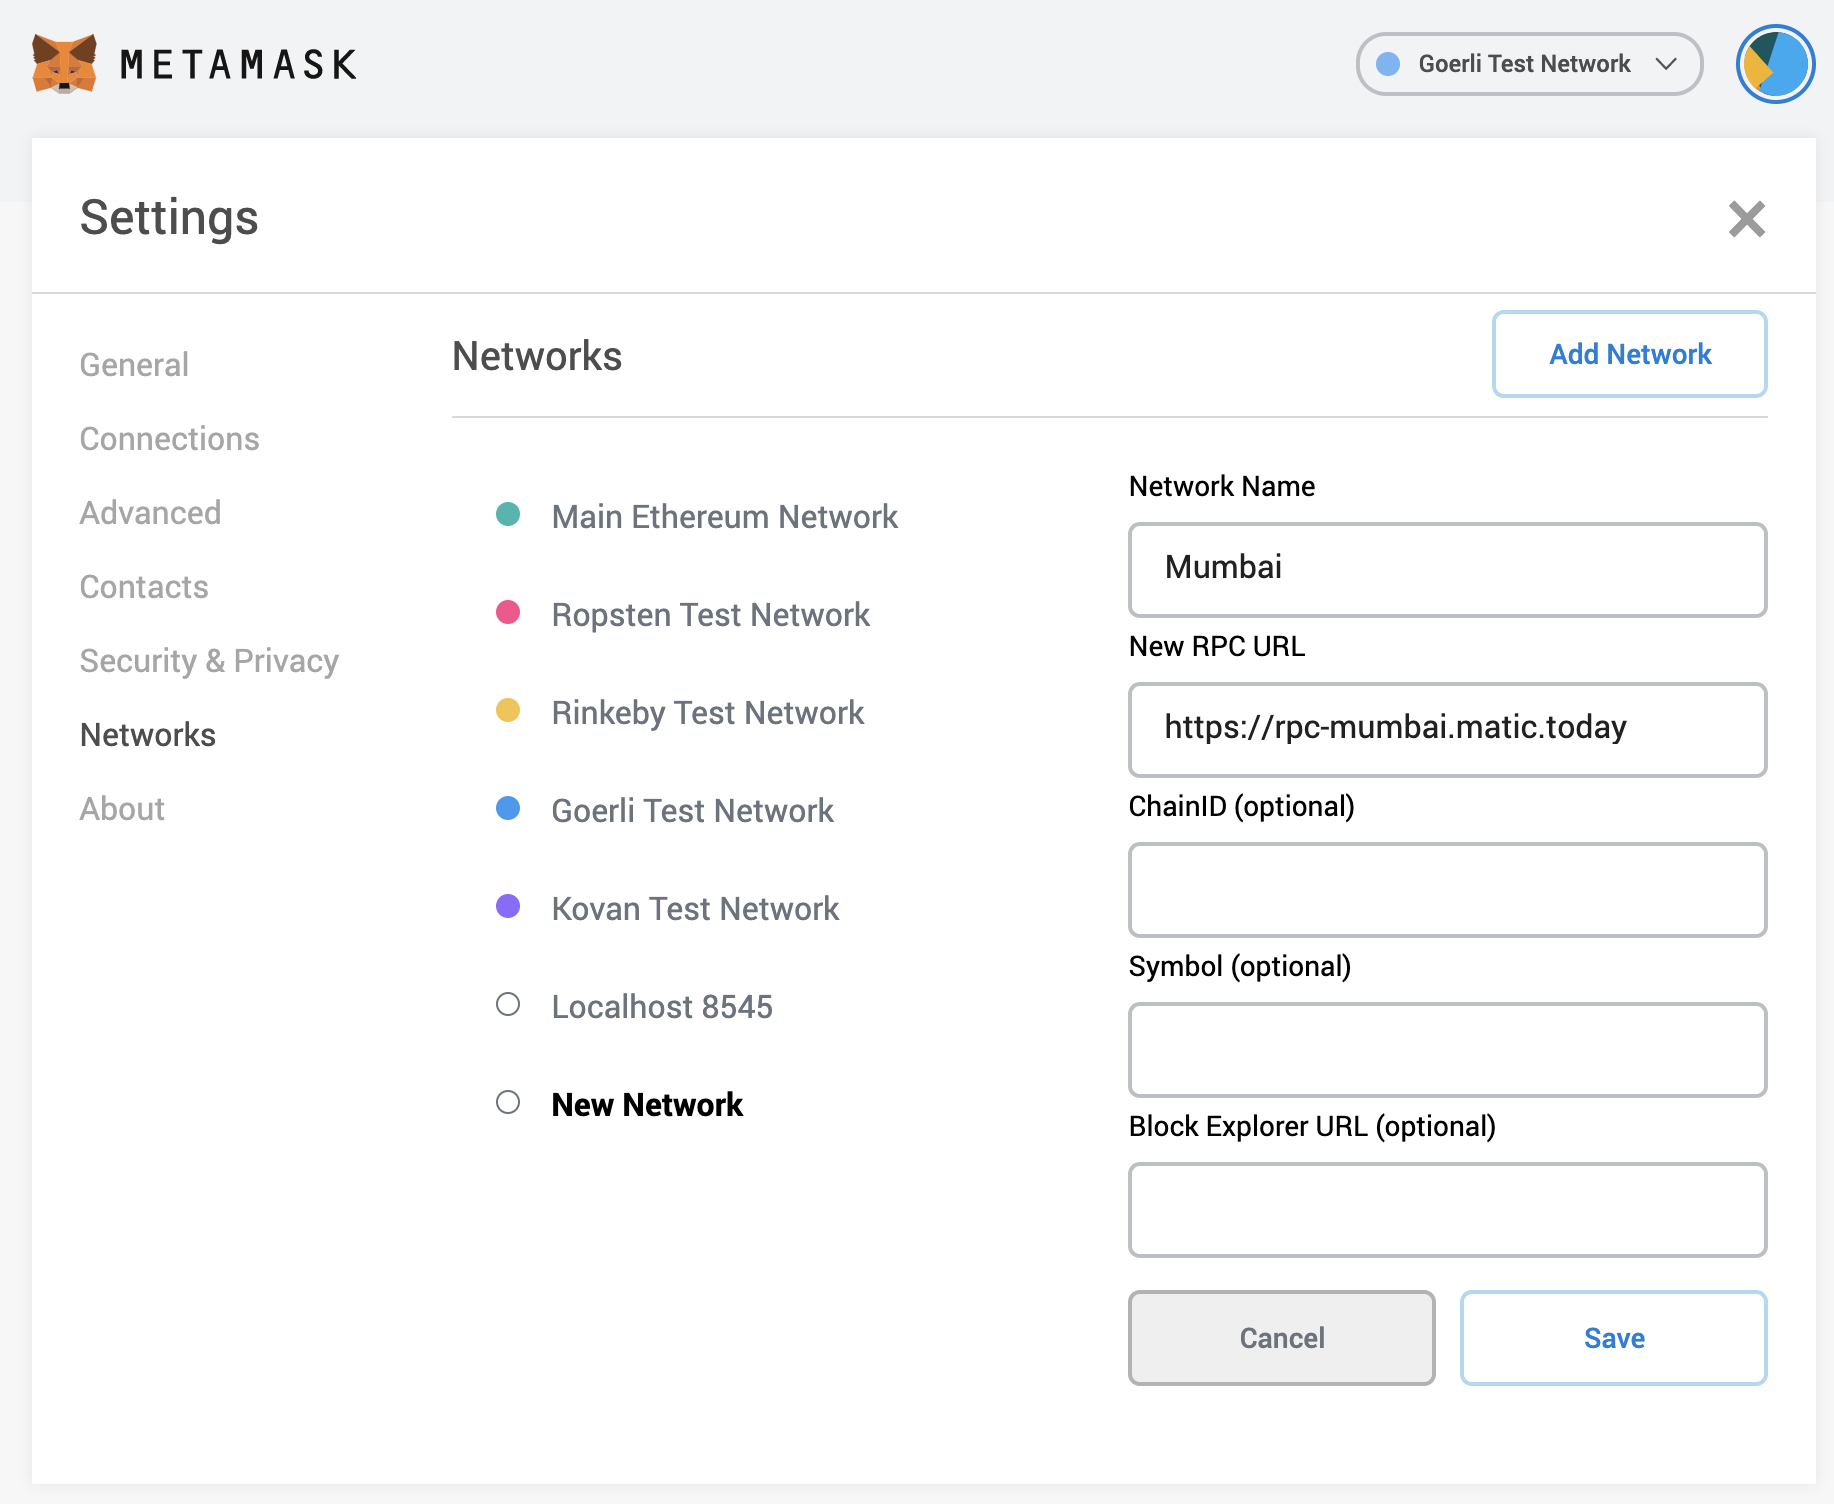 METAMASK
Goerli Test Network
Settings
General
Connections
Advanced
Contacts
Security & Privacy
Networks
About
Networks
Add Network
Main Ethereum Network
Ropsten Test Network
Rinkeby Test Network
Goerli Test Network
Kovan Test Network
Localhost 8545
New Network
Network Name
Mumbai
New RPC URL
https://rpc-mumbai.matic.today
ChainID (optional)
Symbol (optional)
Block Explorer URL (optional)
Cancel
Save